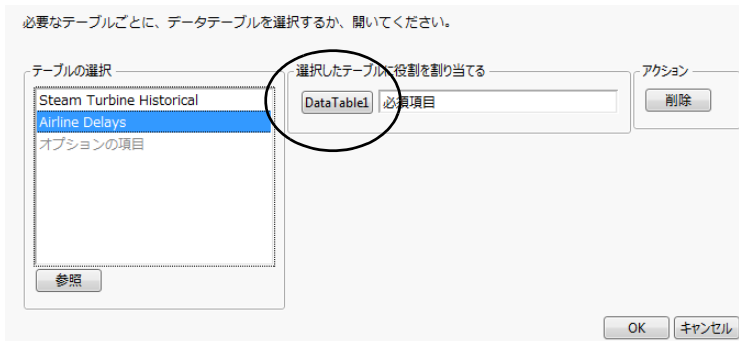 必要なテーブルごとに、データテーブルを選択するか、開いてください。
テーブルの選択
Steam Turbine Historical
Airline Delays
オプションの項目
参照
選択したテーブルに役割を割り当てる
DataTable1 必須項目
アクション
削除
OK キャンセル